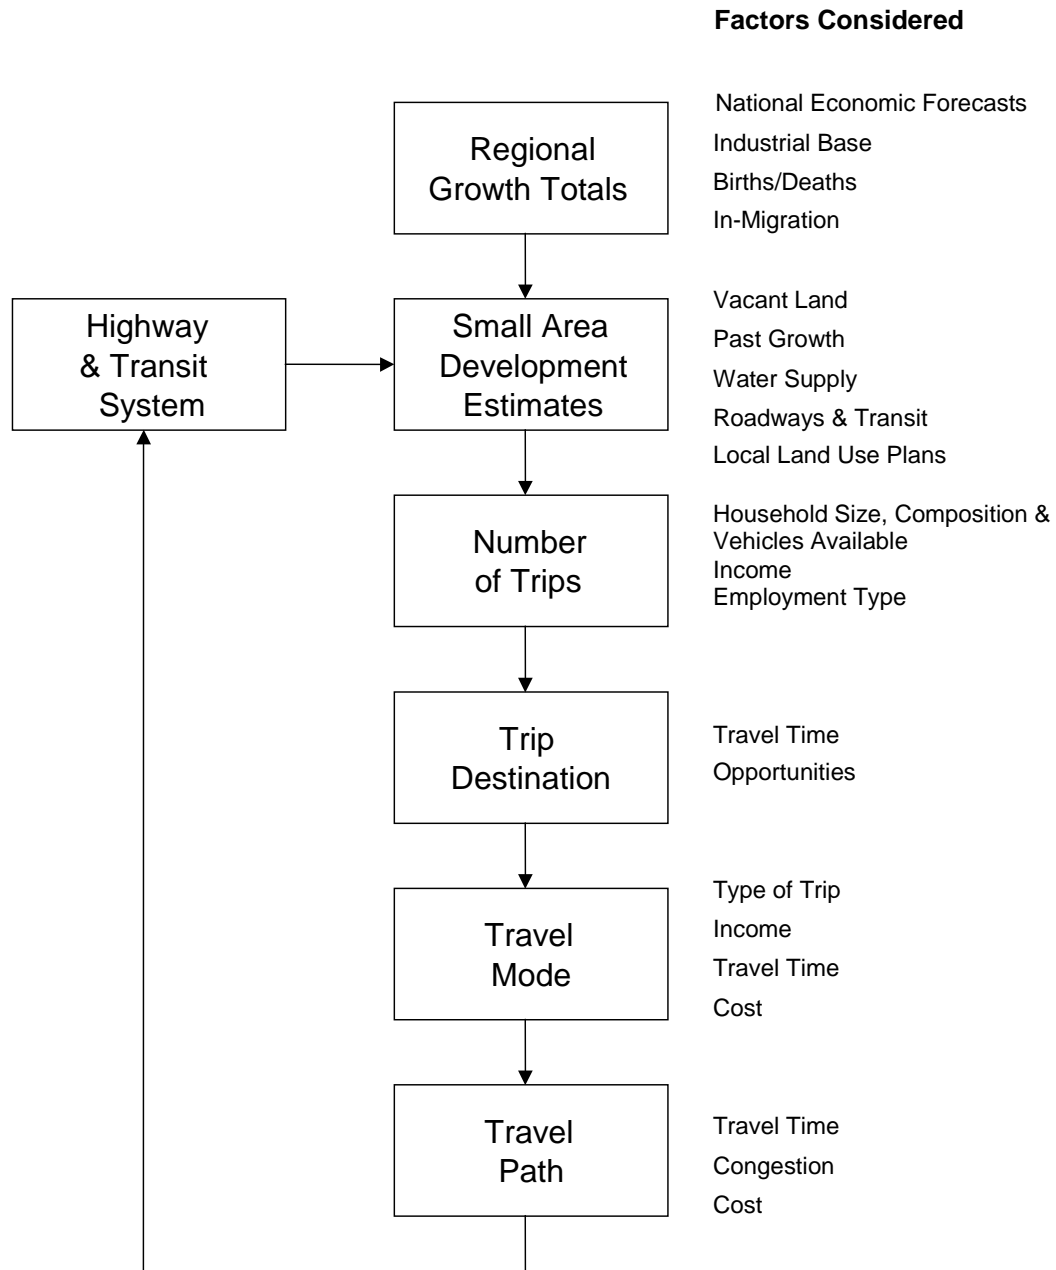 Factors Considered
Regional
Growth Totals
National Economic Forecasts
Industrial Base
Births/Deaths
In-Migration
Highway
& Transit
System
Small Area
Development
Estimates
Vacant Land
Past Growth
Water Supply
Roadways & Transit
Local Land Use Plans
Number
of Trips
Household Size, Composition &
Vehicles Available
Income
Employment Type
Trip
Destination
Travel Time
Opportunities
Travel
Mode
Type of Trip
Income
Travel Time
Cost
Travel
Path
Travel Time
Congestion
Cost